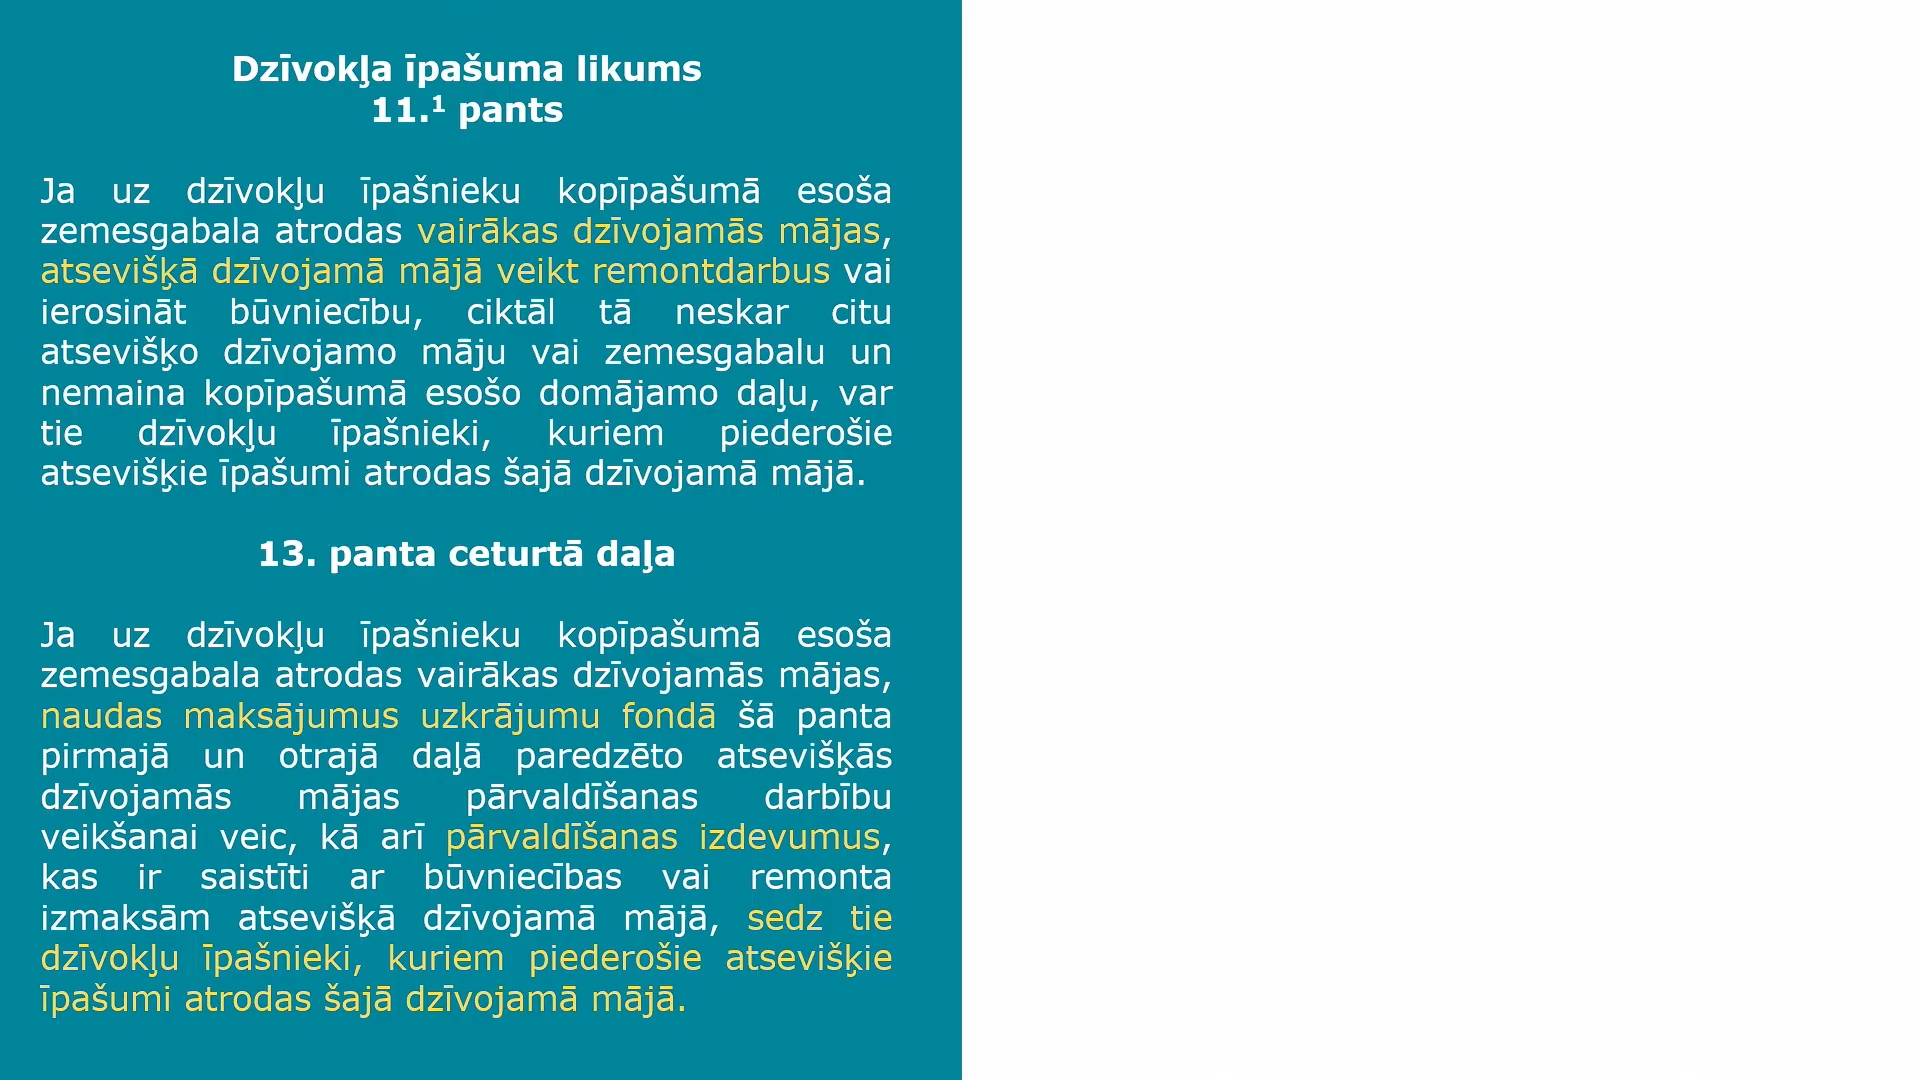 Dzīvokļa īpašuma likums
11.¹ pants
Ja uz dzīvokļu īpašnieku kopīpašumā esoša
zemesgabala atrodas vairākas dzīvojamās mājas,
atsevišķā dzīvojamā mājā veikt remontdarbus vai
ierosināt būvniecību, ciktāl tā neskar citu
atsevišķo dzīvojamo māju vai zemesgabalu un
nemaina kopīpašumā esošo domājamo daļu, var
tie dzīvokļu īpašnieki, kuriem piederošie
atsevišķie īpašumi atrodas šajā dzīvojamā mājā.
13. panta ceturtā daļa
Ja uz dzīvokļu īpašnieku kopīpašumā esoša
zemesgabala atrodas vairākas dzīvojamās mājas,
naudas maksājumus uzkrājumu fondā šā panta
pirmajā un otrajā daļā paredzēto atsevišķās
dzīvojamās mājas pārvaldīšanas darbību
veikšanai veic, kā arī pārvaldīšanas izdevumus,
kas ir saistīti ar būvniecības vai remonta
izmaksām atsevišķā dzīvojamā mājā, sedz tie
dzīvokļu īpašnieki, kuriem piederošie atsevišķie
īpašumi atrodas šajā dzīvojamā mājā.